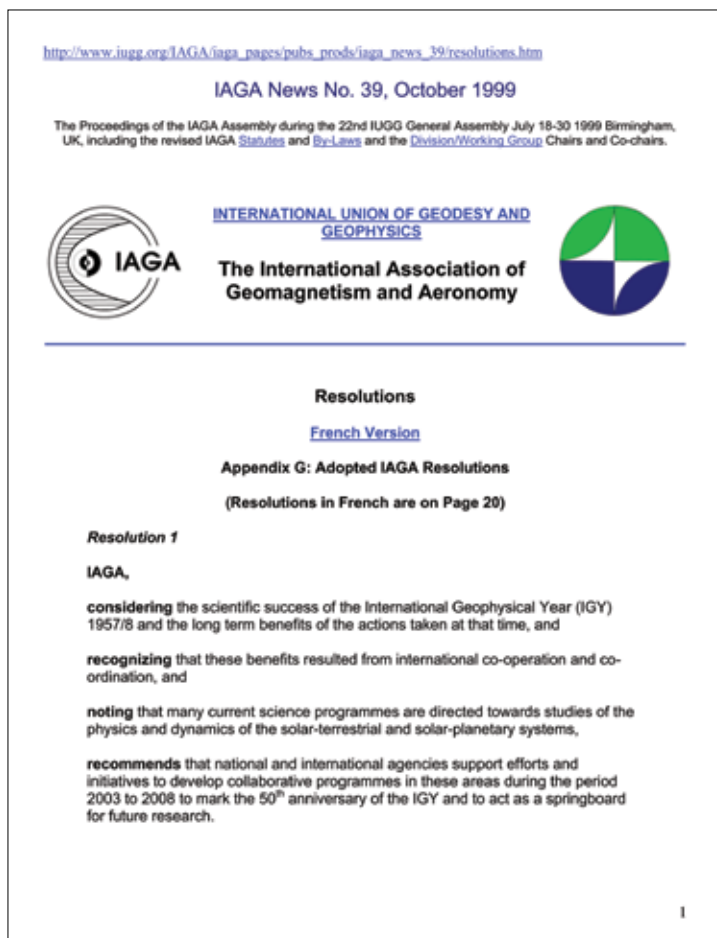 http://www.iugg.org/IAGA/iaga_pages/pubs_prods/iaga_news_39/resolutions.htm
IAGA News No. 39, October 1999
The Proceedings of the IAGA Assembly during the 22nd IUGG General Assembly July 18-30 1999 Birmingham,
UK, including the revised IAGA Statutes and By-Laws and the Division/Working Group Chairs and Co-chairs.
IAGA
INTERNATIONAL UNION OF GEODESY AND
GEOPHYSICS
The International Association of
Geomagnetism and Aeronomy
Resolutions
French Version
Appendix G: Adopted IAGA Resolutions
(Resolutions in French are on Page 20)
Resolution 1
IAGA,
considering the scientific success of the International Geophysical Year (IGY)
1957/8 and the long term benefits of the actions taken at that time, and
recognizing that these benefits resulted from international co-operation and co-
ordination, and
noting that many current science programmes are directed towards studies of the
physics and dynamics of the solar-terrestrial and solar-planetary systems,
recommends that national and international agencies support efforts and
initiatives to develop collaborative programmes in these areas during the period
2003 to 2008 to mark the 50th anniversary of the IGY and to act as a springboard
for future research.
1